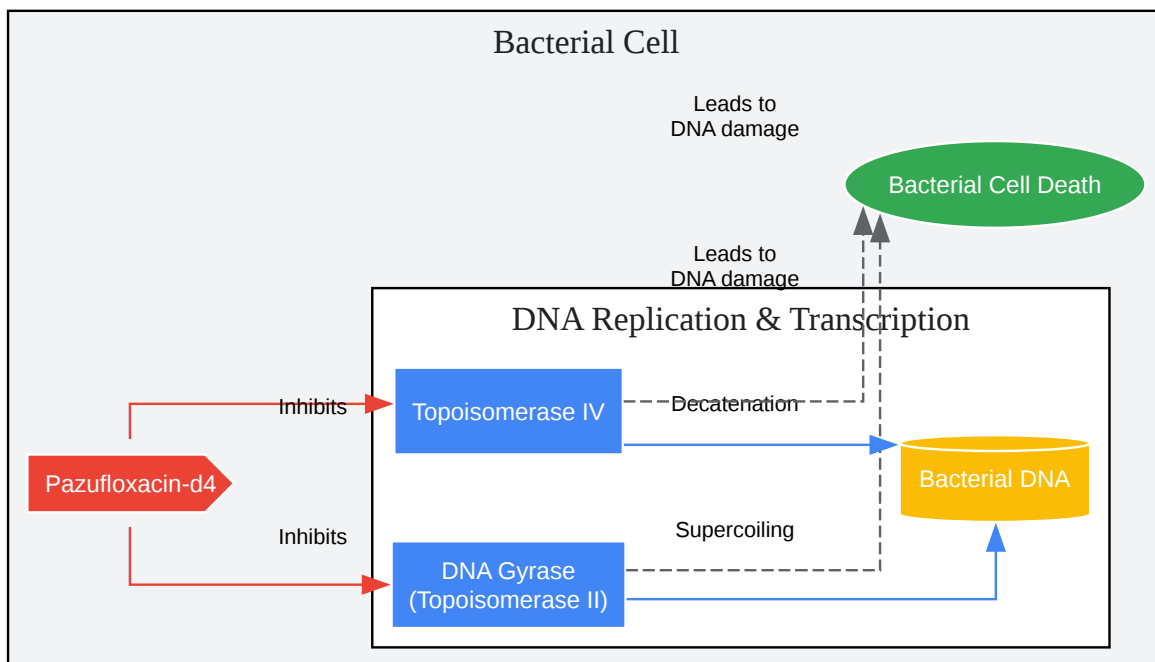 Bacterial Cell
Leads to
DNA damage
Bacterial Cell Death
Leads to
DNA damage
DNA Replication & Transcription
Inhibits
Topoisomerase IV
Decatenation
Pazufloxacin-d4
Bacterial DNA
Inhibits
Supercoiling
DNA Gyrase
(Topoisomerase II)